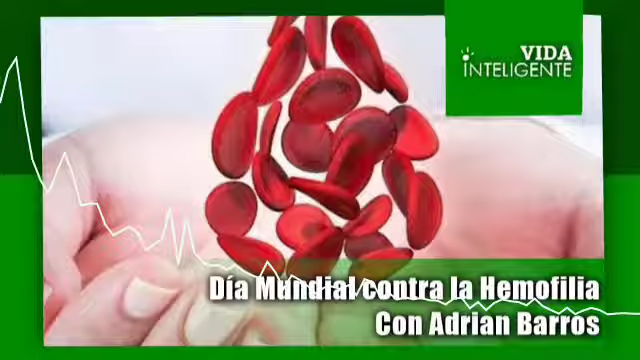 VIDA
INTELIGENTE
Día Mundial contra la Hemofilia
Con Adrian Barros